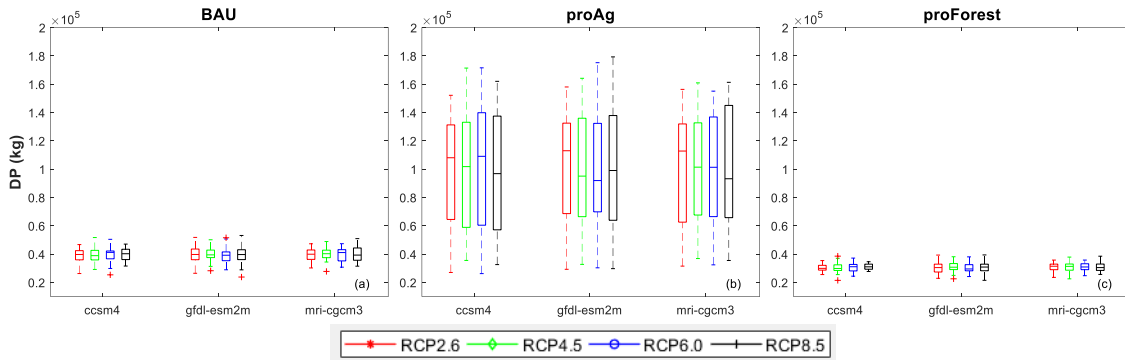 BAU
proAg
proForest
× 10^5
× 10^5
× 10^5
DP (kg)
2
1.8
1.6
1.4
1.2
1
0.8
0.6
0.4
0.2
(a)
ccsm4
gfdl-esm2m
mri-cgcm3
2
1.8
1.6
1.4
1.2
1
0.8
0.6
0.4
0.2
(b)
ccsm4
gfdl-esm2m
mri-cgcm3
2
1.8
1.6
1.4
1.2
1
0.8
0.6
0.4
0.2
(c)
ccsm4
gfdl-esm2m
mri-cgcm3
RCP2.6 RCP4.5 RCP6.0 RCP8.5